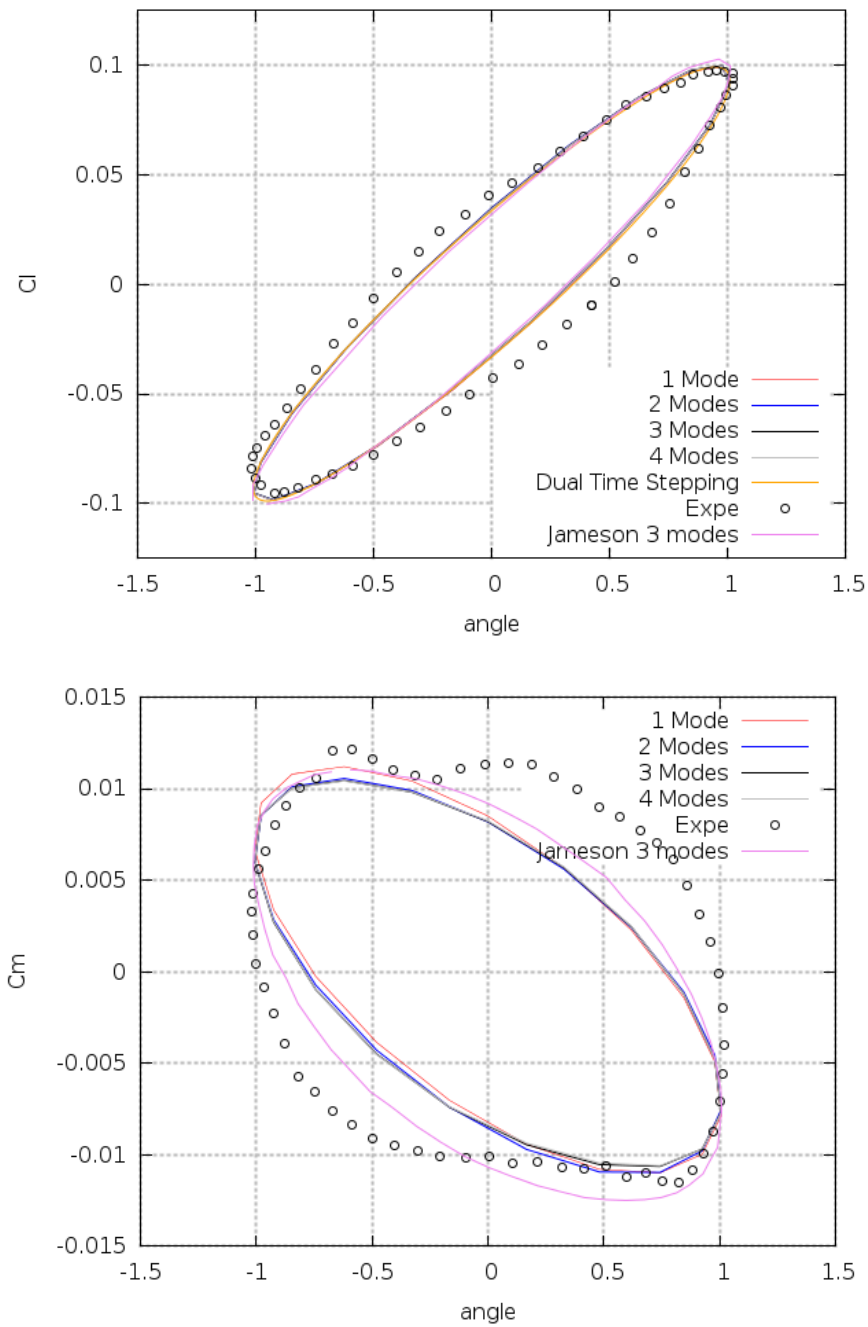 0.1
0.05
0
-0.05
-0.1
Cl
1 Mode
2 Modes
3 Modes
4 Modes
Dual Time Stepping
Expe
Jameson 3 modes
-1.5 -1 -0.5 0 0.5 1 1.5
angle
0.015
0.01
0.005
0
-0.005
-0.01
-0.015
Cm
1 Mode
2 Modes
3 Modes
4 Modes
Expe
Jameson 3 modes
-1.5 -1 -0.5 0 0.5 1 1.5
angle